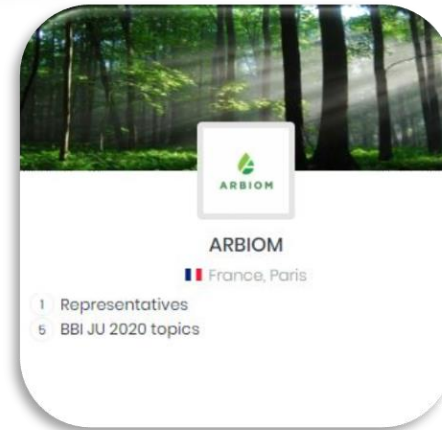 ARBIOM
ARBIOM
France, Paris
1 Representatives
5 BBI JU 2020 topics